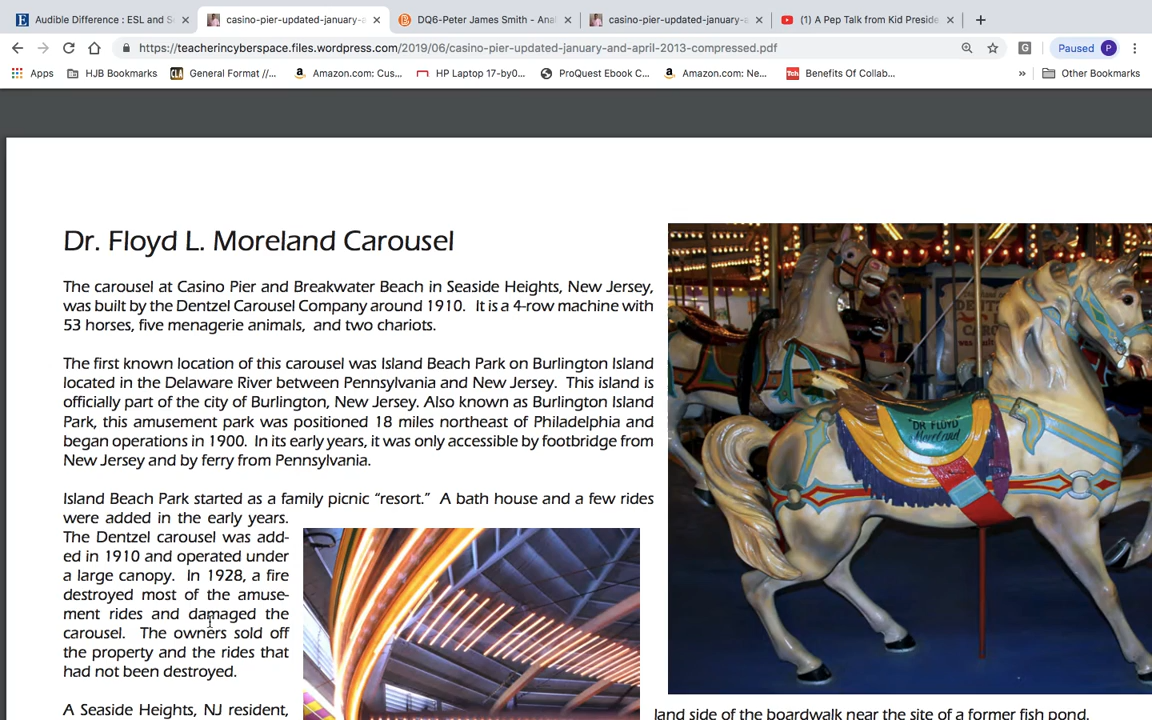 Audible Difference : ESL and S
casino-pier-updated-january-a
DQ6-Peter James Smith - Anal
casino-pier-updated-january-a
(1) A Pep Talk from Kid Preside
https://teacherincyberspace.files.wordpress.com/2019/06/casino-pier-updated-january-and-april-2013-compressed.pdf
Paused P
Apps
HJB Bookmarks
CLA General Format //...
Amazon.com: Cus...
HP Laptop 17-by0...
ProQuest Ebook C...
Amazon.com: Ne...
Tch Benefits Of Collab...
»
Other Bookmarks
Dr. Floyd L. Moreland Carousel
The carousel at Casino Pier and Breakwater Beach in Seaside Heights, New Jersey,
was built by the Dentzel Carousel Company around 1910. It is a 4-row machine with
53 horses, five menagerie animals, and two chariots.
The first known location of this carousel was Island Beach Park on Burlington Island
located in the Delaware River between Pennsylvania and New Jersey. This island is
officially part of the city of Burlington, New Jersey. Also known as Burlington Island
Park, this amusement park was positioned 18 miles northeast of Philadelphia and
began operations in 1900. In its early years, it was only accessible by footbridge from
New Jersey and by ferry from Pennsylvania.
Island Beach Park started as a family picnic “resort.” A bath house and a few rides
were added in the early years.
The Dentzel carousel was add-
ed in 1910 and operated under
a large canopy. In 1928, a fire
destroyed most of the amuse-
ment rides and damaged the
carousel. The owners sold off
the property and the rides that
had not been destroyed.
A Seaside Heights, NJ resident,
DR FLOYD
Moreland
land side of the boardwalk near the site of a former fish pond.